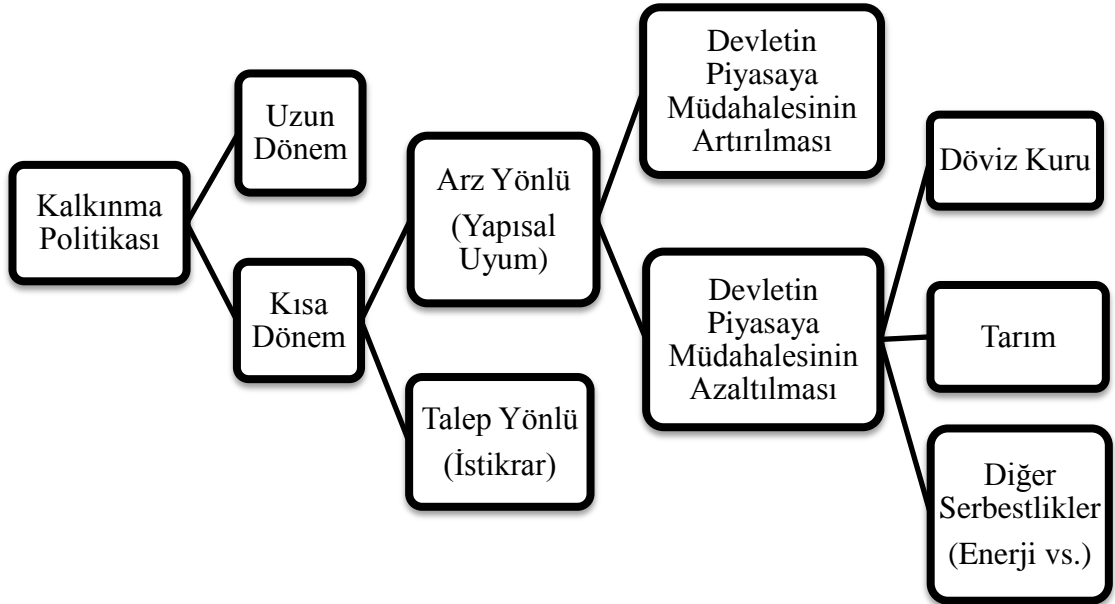 Kalkınma
Politikası
Uzun
Dönem
Kısa
Dönem
Arz Yönlü
(Yapısal
Uyum)
Talep Yönlü
(İstikrar)
Devletin
Piyasaya
Müdahalesinin
Artırılması
Devletin
Piyasaya
Müdahalesinin
Azaltılması
Döviz Kuru
Tarım
Diğer
Serbestlikler
(Enerji vs.)